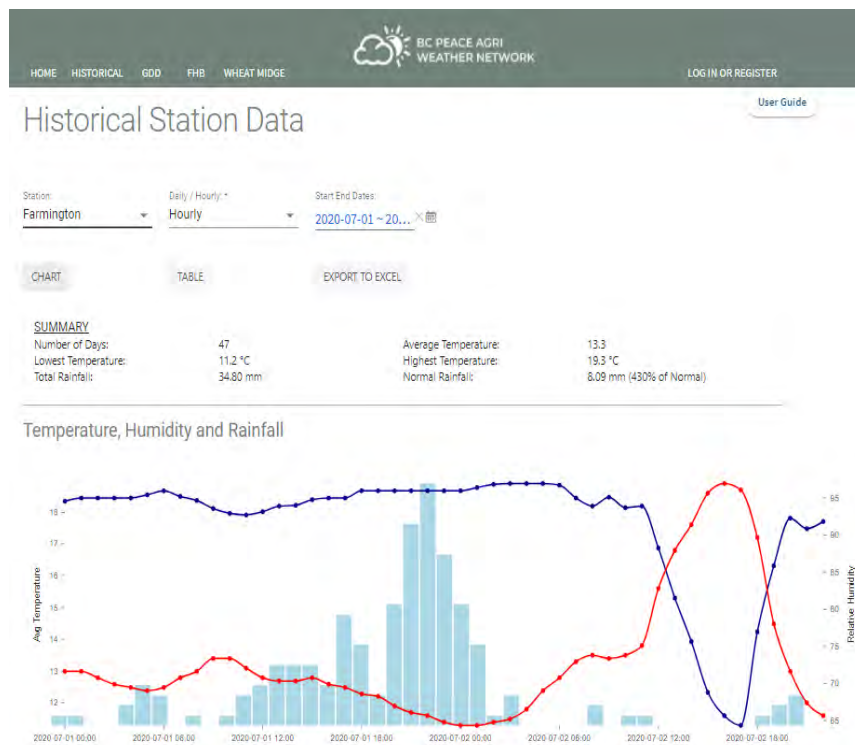 BC PEACE AGRI
WEATHER NETWORK
HOME HISTORICAL GDD FHB WHEAT MIDGE
LOG IN OR REGISTER
User Guide
Historical Station Data
Station:
Daily / Hourly: *
Start End Dates:
Farmington
Hourly
2020-07-01 ~ 20...
CHART
TABLE
EXPORT TO EXCEL
SUMMARY
Number of Days: 47 Average Temperature: 13.3
Lowest Temperature: 11.2 °C Highest Temperature: 19.3 °C
Total Rainfall: 34.80 mm Normal Rainfall: 8.09 mm (430% of Normal)
Temperature, Humidity and Rainfall
Avg Temperature
18
17
16
15
14
13
12
95
90
85
80
75
70
65
Relative Humidity
2020-07-01 00:00 2020-07-01 06:00 2020-07-01 12:00 2020-07-01 18:00 2020-07-02 00:00 2020-07-02 06:00 2020-07-02 12:00 2020-07-02 18:00